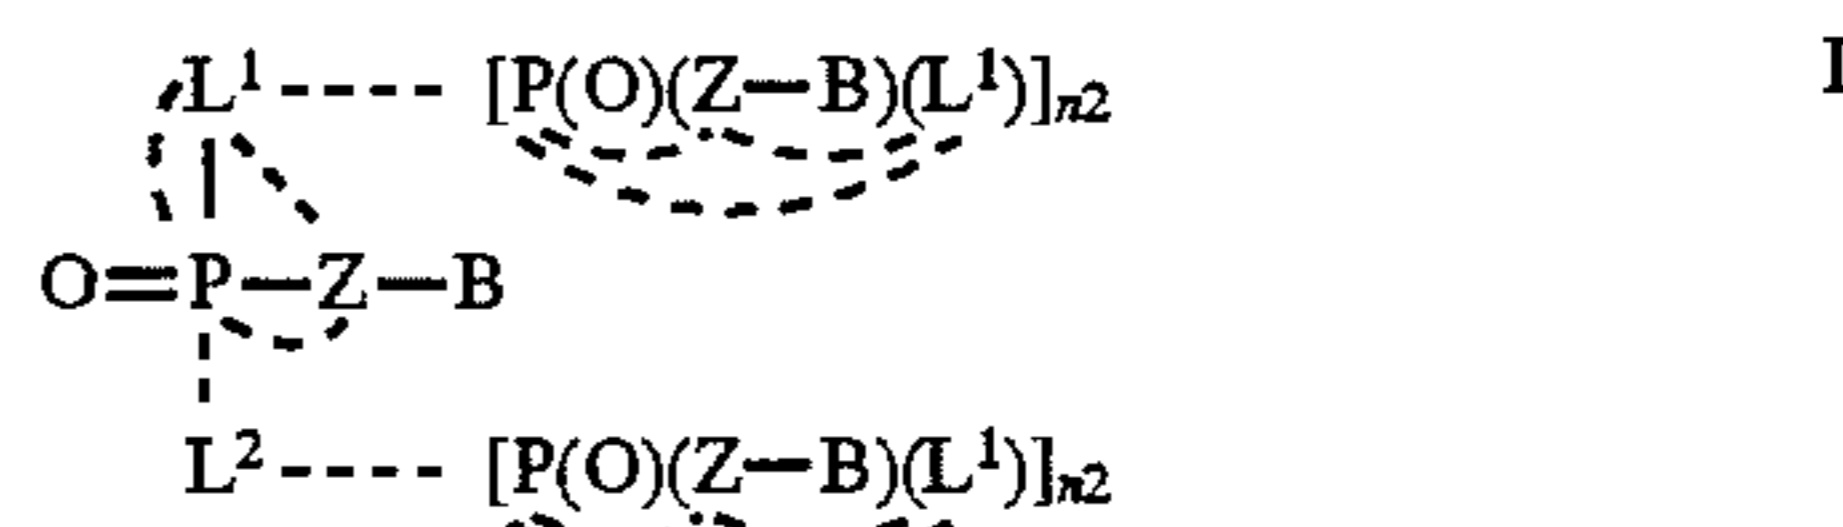 L¹ ---- [P(O)(Z—B)(L¹)]n2
O=P—Z—B
L² ---- [P(O)(Z—B)(L¹)]n2